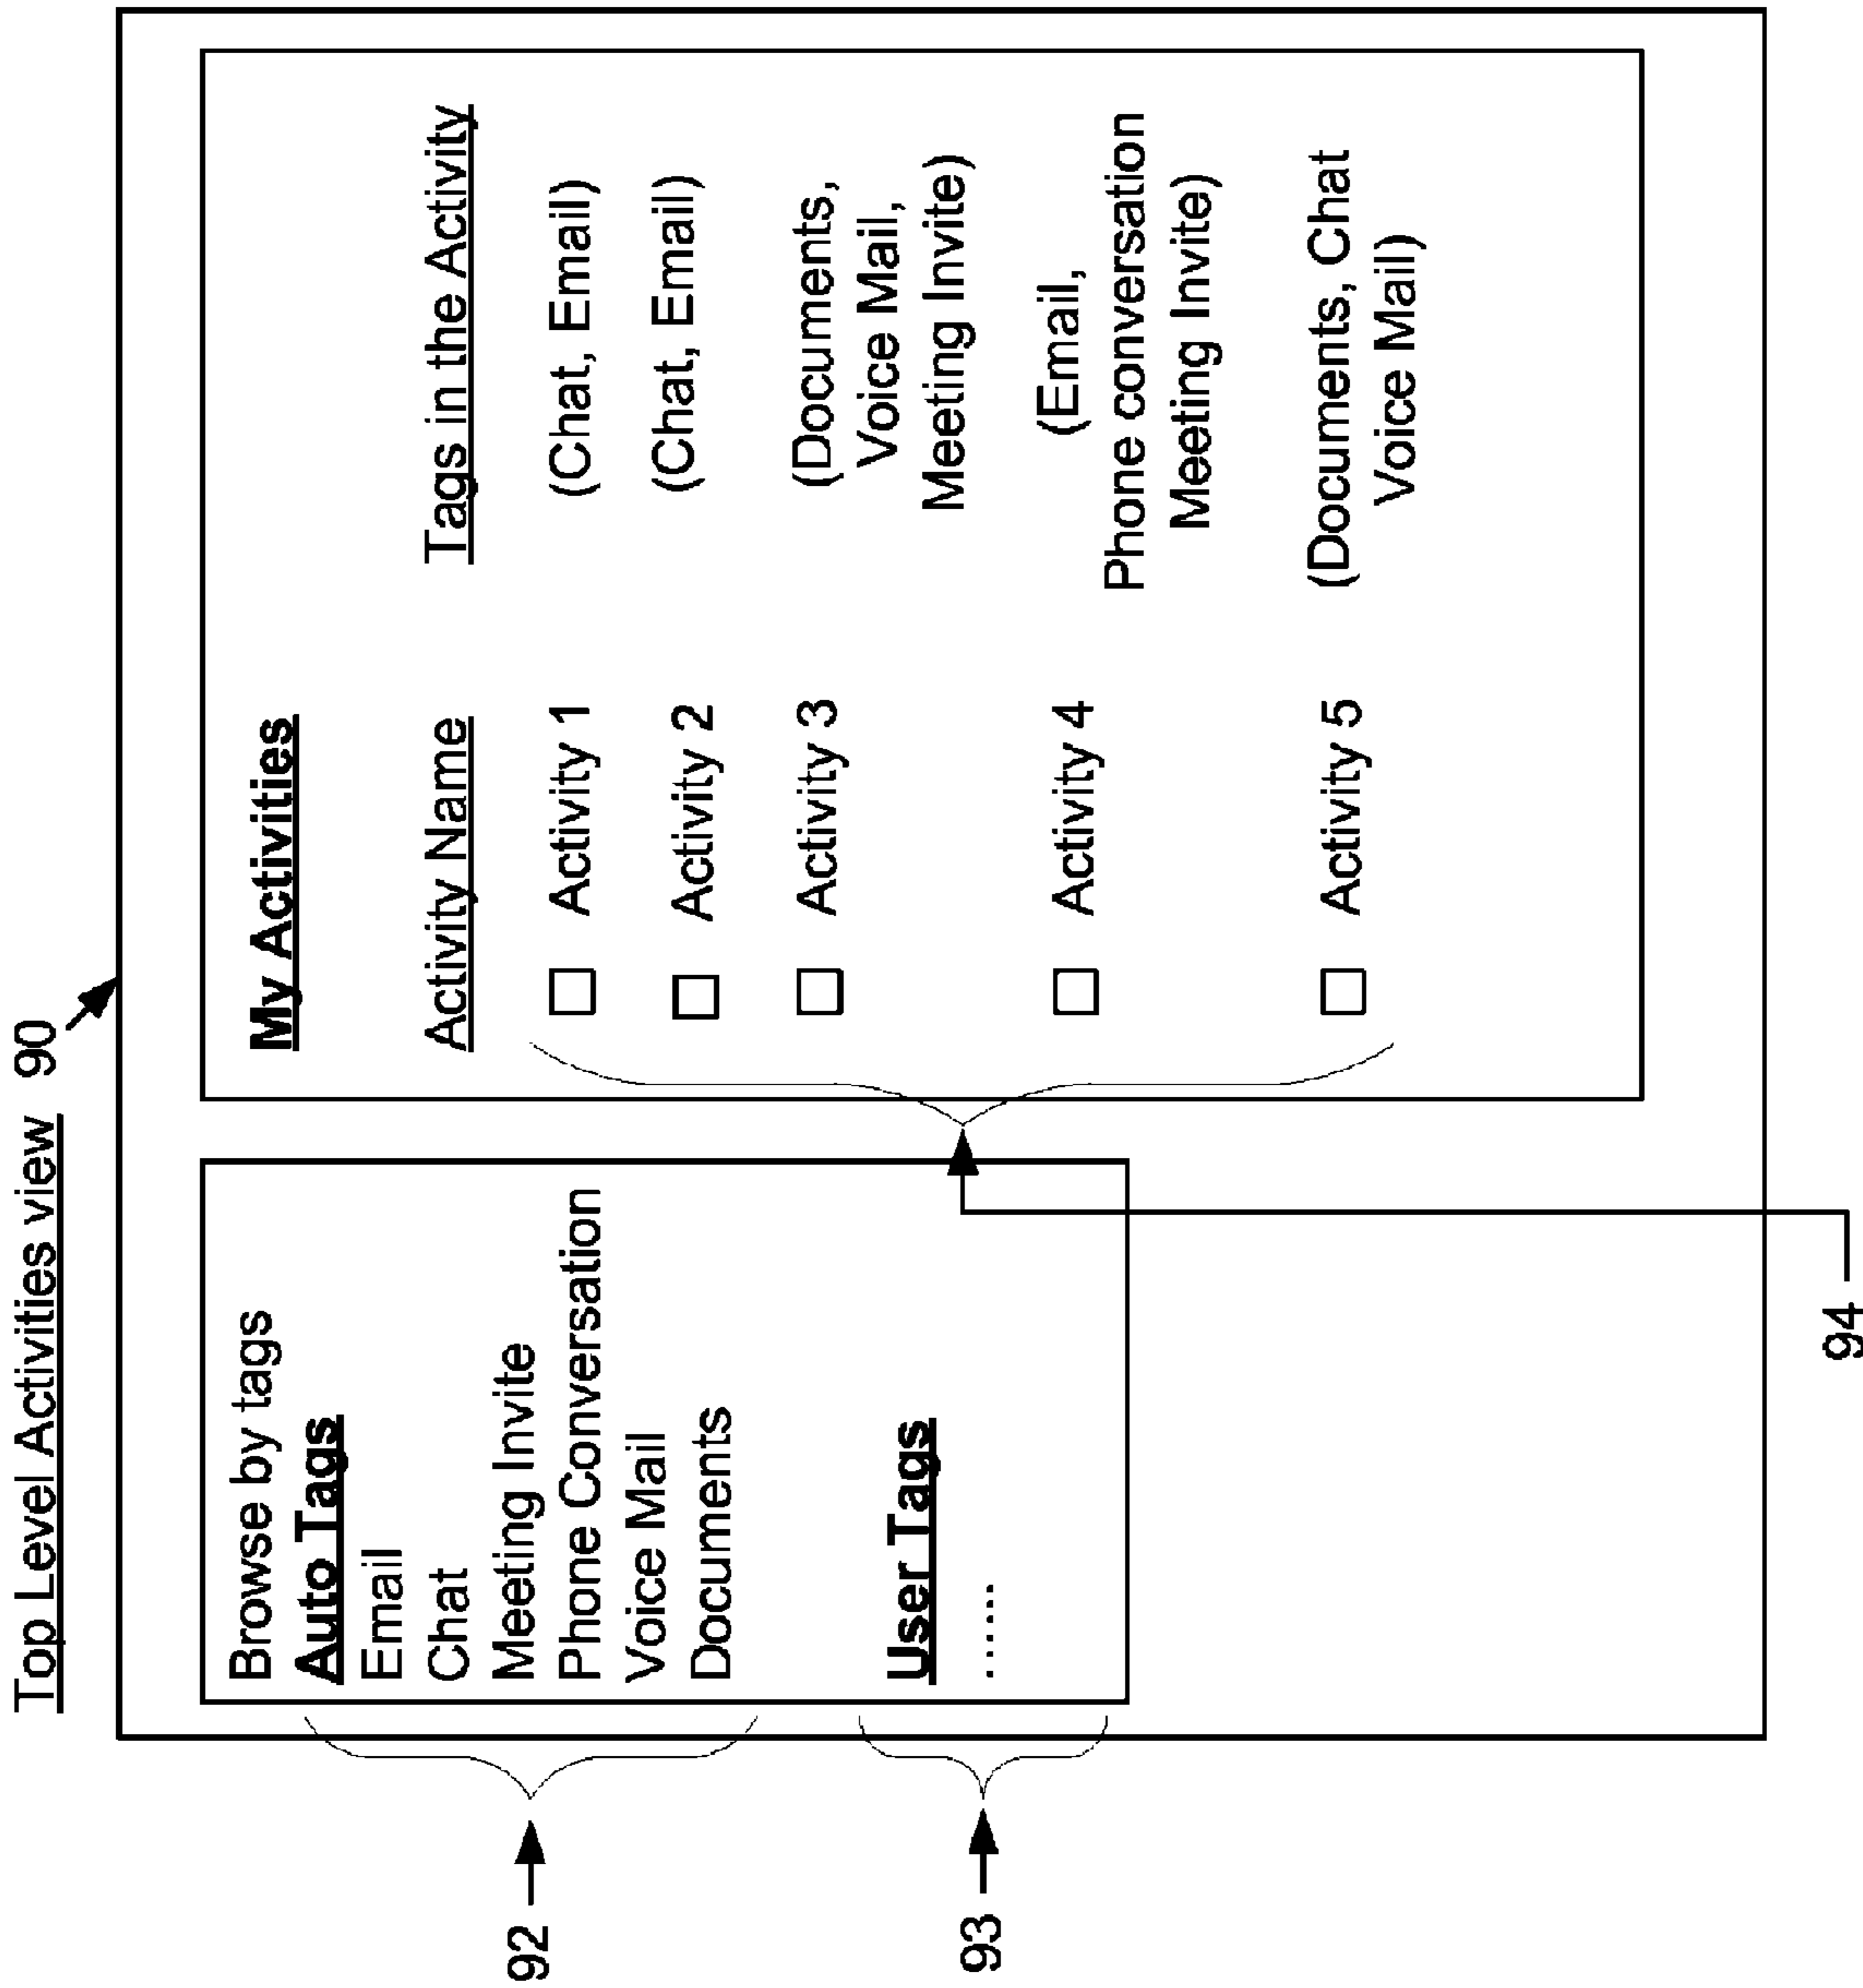 Top Level Activities view 90
Browse by tags
Auto Tags
Email
Chat
Meeting Invite
Phone Conversation
Voice Mail
Documents
User Tags
......
92
93
My Activities
Activity Name Tags in the Activity
Activity 1 (Chat, Email)
Activity 2 (Chat, Email)
Activity 3 (Documents,
Voice Mail,
Meeting Invite)
Activity 4 (Email,
Phone conversation
Meeting Invite)
Activity 5 (Documents, Chat
Voice Mail)
94